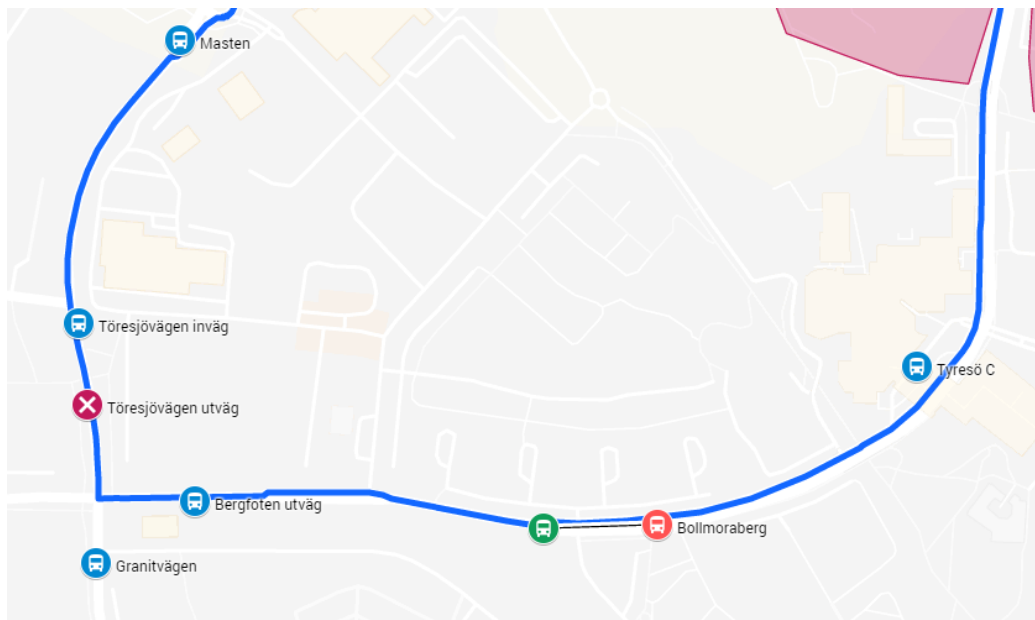 Masten
Töresjövägen inväg
Tyresö C
Töresjövägen utväg
Bergfoten utväg
Bollmoraberg
Granitvägen